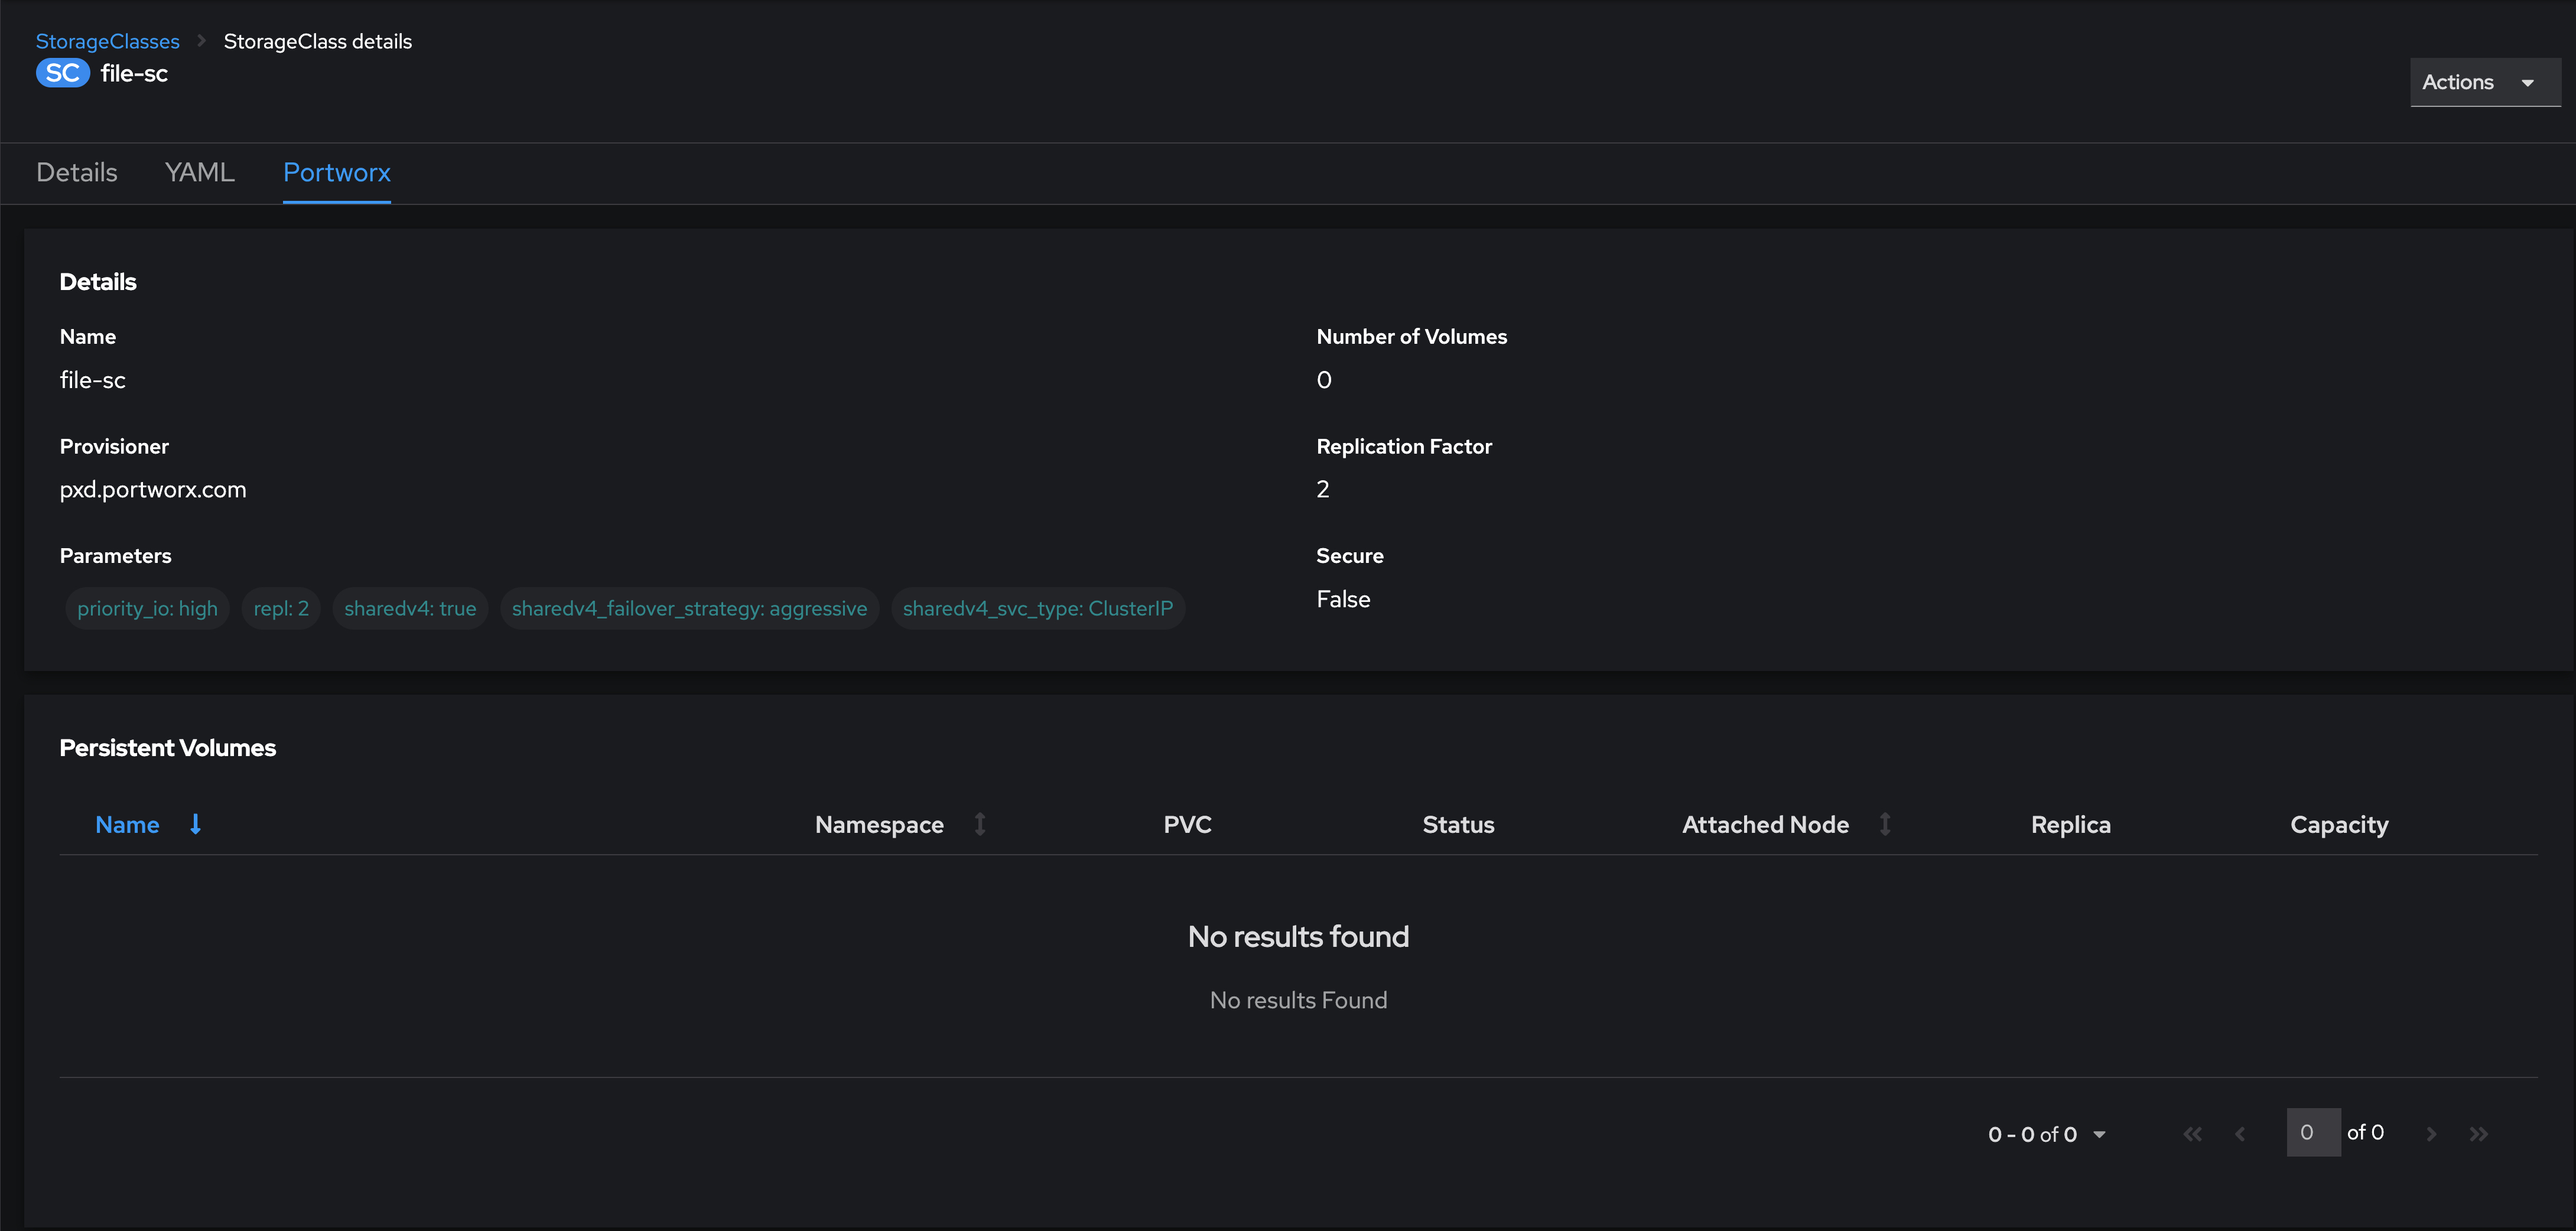 StorageClasses StorageClass details
SC file-sc
Actions
Details YAML Portworx
Details
Name
file-sc
Number of Volumes
0
Provisioner
pxd.portworx.com
Replication Factor
2
Parameters
priority_io: high repl: 2 sharedv4: true sharedv4_failover_strategy: aggressive sharedv4_svc_type: ClusterIP
Secure
False
Persistent Volumes
Name Namespace PVC Status Attached Node Replica Capacity
No results found
No results Found
0 - 0 of 0 0 of 0